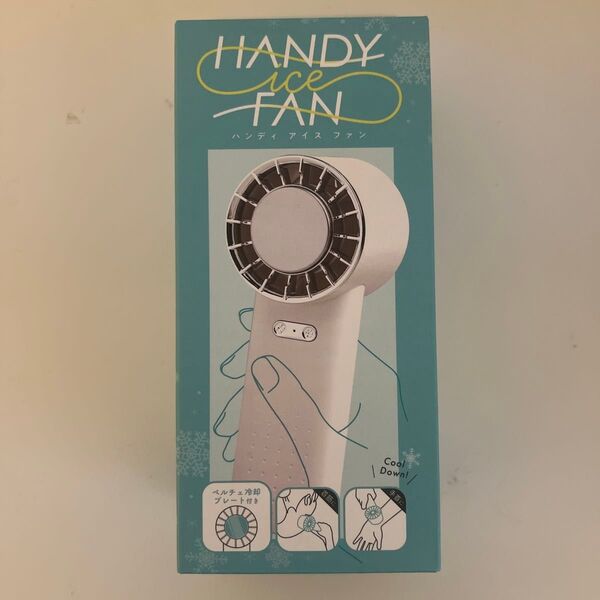 HANDY
ice
FAN
ハンディ アイス ファン
Cool
Down!
ペルチェ冷却
プレート付き